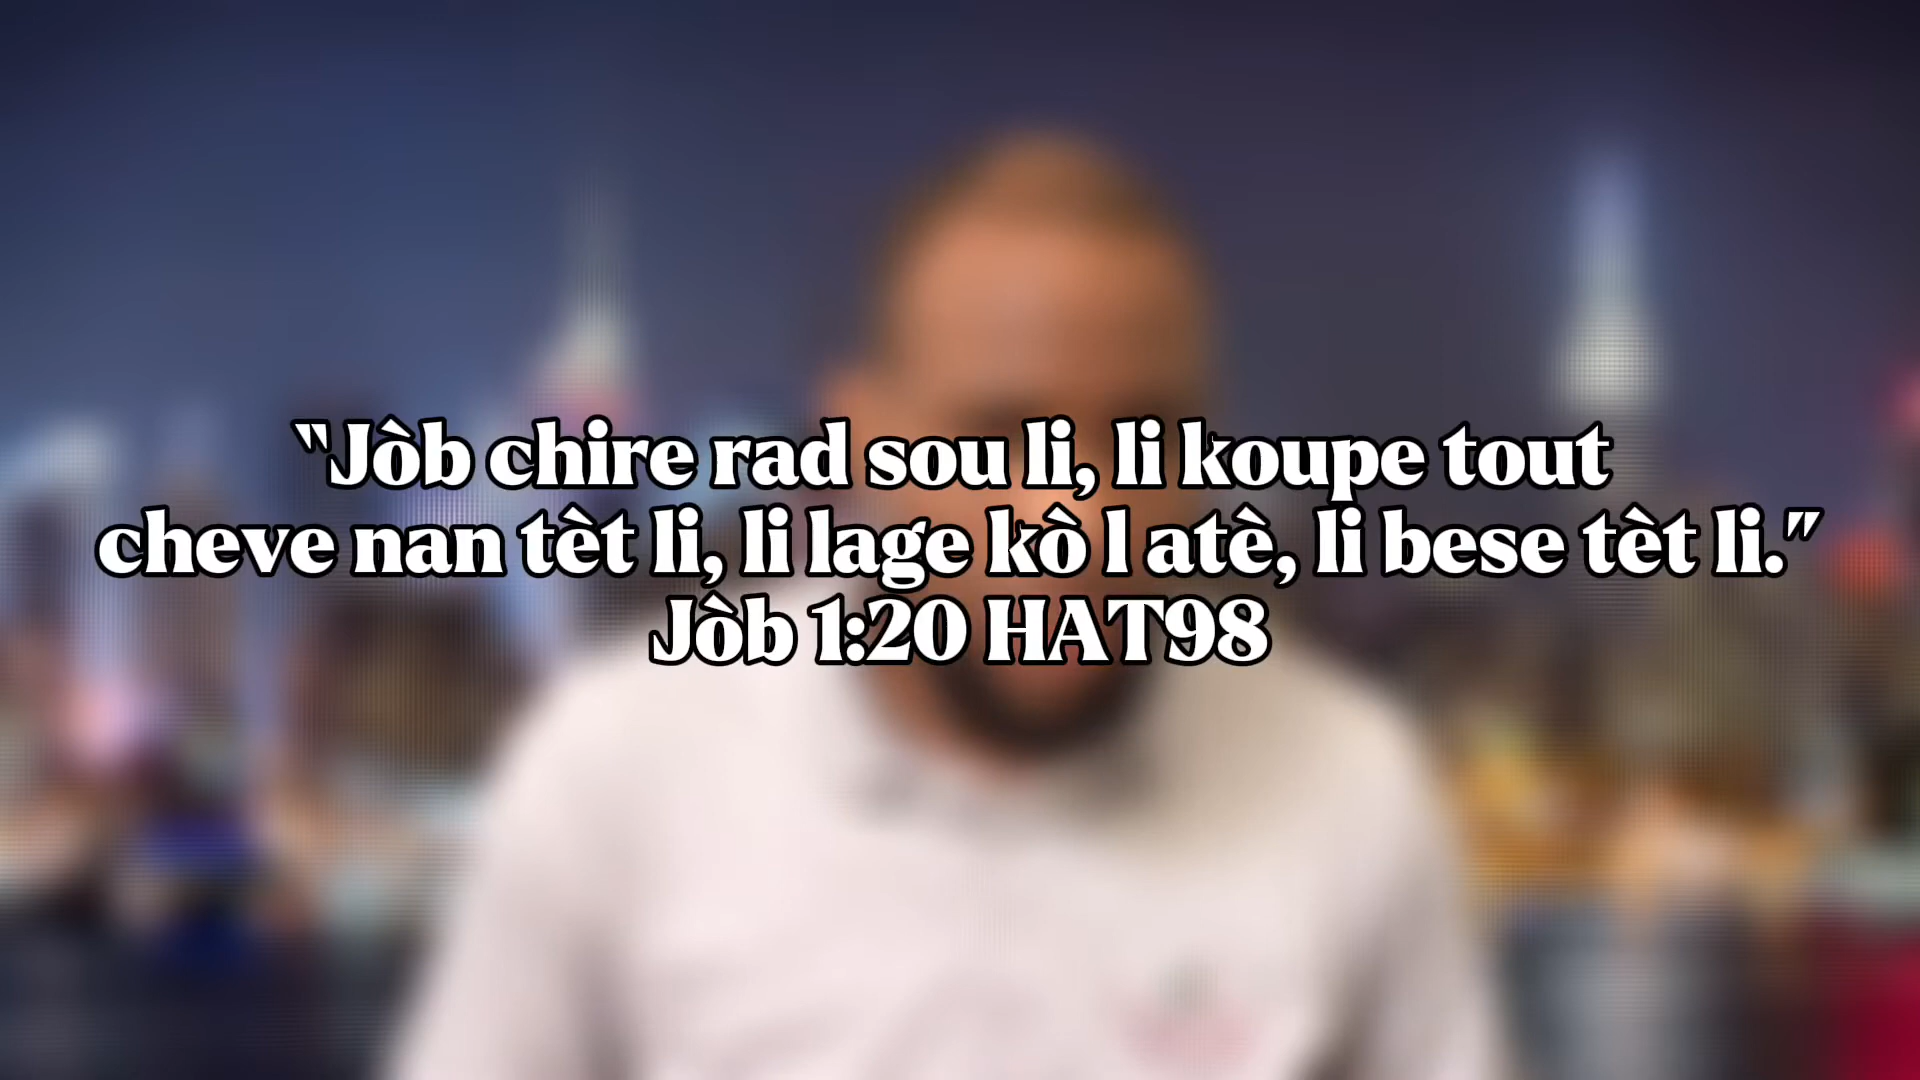 “Jòb chire rad sou li, li koupe tout
cheve nan tèt li, li lage kò l atè, li bese tèt li.”
Jòb 1:20 HAT98